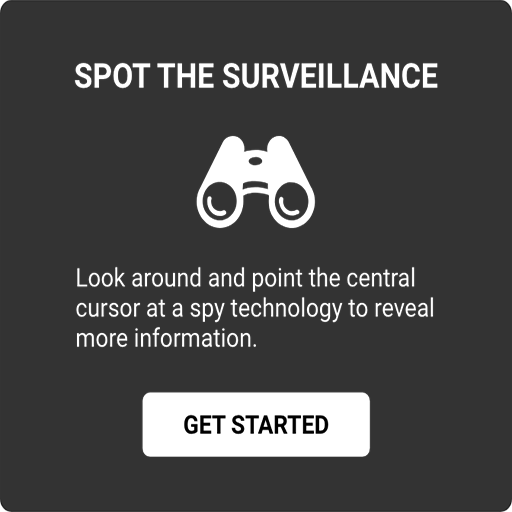 SPOT THE SURVEILLANCE
Look around and point the central
cursor at a spy technology to reveal
more information.
GET STARTED